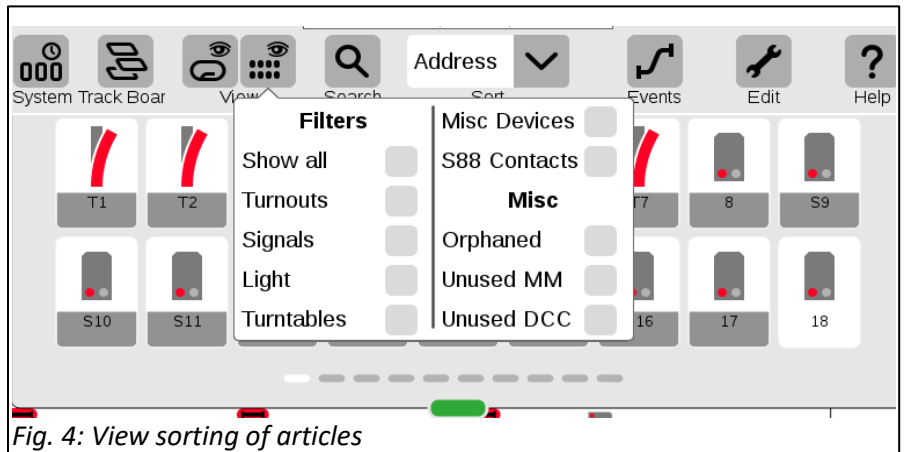 000
Address
System Track Boar View Search Sort Events Edit Help
Filters
Show all
Turnouts
Signals
Light
Turntables
Misc Devices
S88 Contacts
Misc
Orphaned
Unused MM
Unused DCC
T1 T2 T7 8 S9
S10 S11 16 17 18
Fig. 4: View sorting of articles